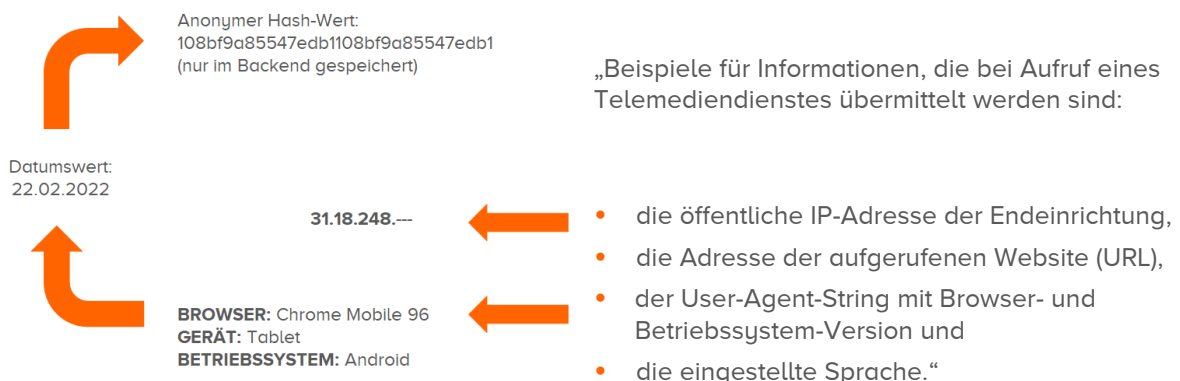 Anonymer Hash-Wert:
108bf9a85547edb1108bf9a85547edb1
(nur im Backend gespeichert)
„Beispiele für Informationen, die bei Aufruf eines
Telemediendienstes übermittelt werden sind:
Datumswert:
22.02.2022
31.18.248.---
• die öffentliche IP-Adresse der Endeinrichtung,
• die Adresse der aufgerufenen Website (URL),
• der User-Agent-String mit Browser- und
Betriebssystem-Version und
• die eingestellte Sprache.“
BROWSER: Chrome Mobile 96
GERÄT: Tablet
BETRIEBSSYSTEM: Android